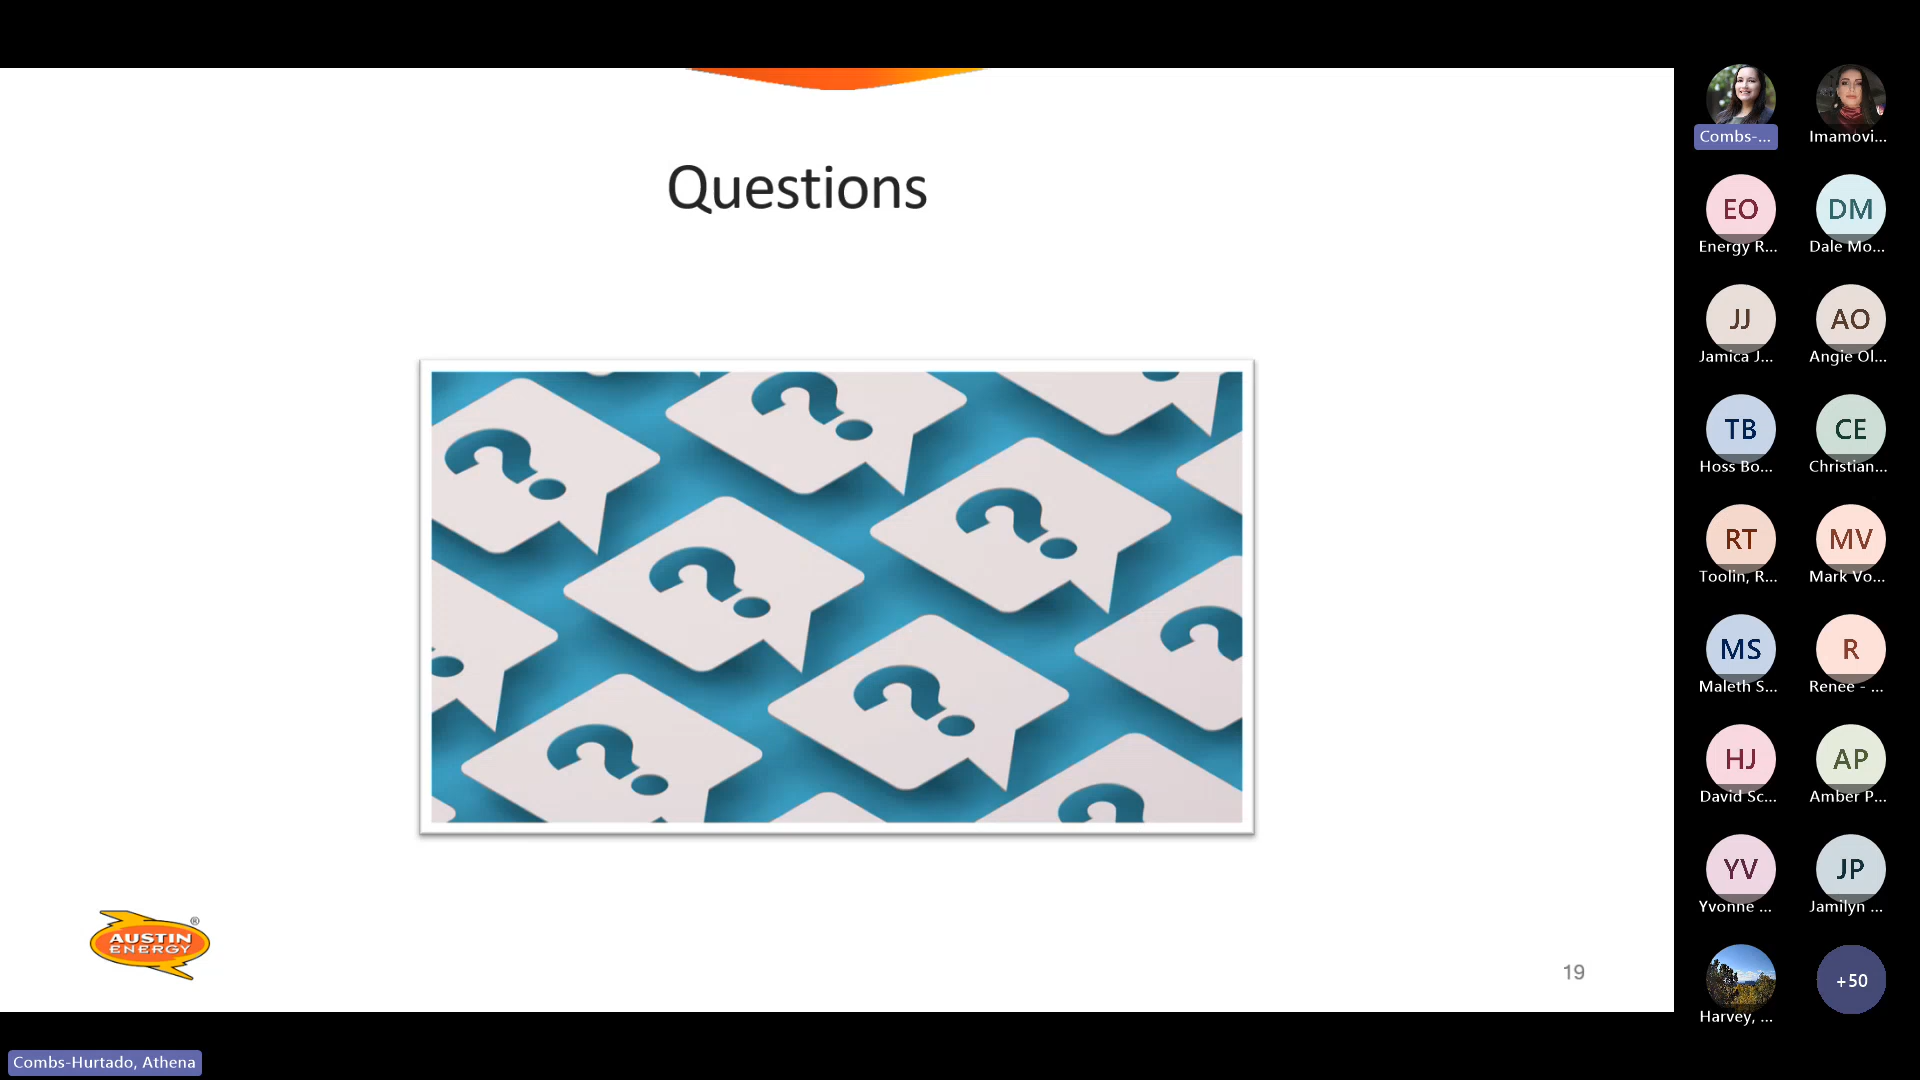 Questions
?
?
?
?
?
?
?
?
AUSTIN
ENERGY
®
19
Combs-...
Imamovi...
EO
Energy R...
DM
Dale Mo...
JJ
Jamica J...
AO
Angie Ol...
TB
Hoss Bo...
CE
Christian...
RT
Toolin, R...
MV
Mark Vo...
MS
Maleth S...
R
Renee - ...
HJ
David Sc...
AP
Amber P...
YV
Yvonne ...
JP
Jamilyn ...
Harvey, ...
+50
Combs-Hurtado, Athena